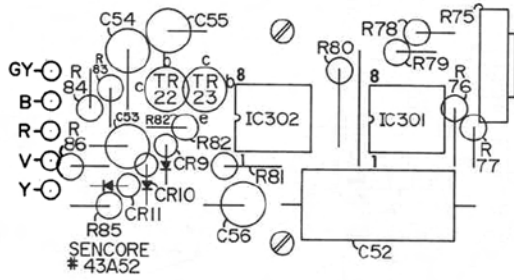 C54
C55
R75
R78
R79
R80
GY
R
83
b
c
R
84
c
TR
22
TR
23
b
8
8
R
76
B
IC302
IC301
R
R
86
C53
R82
e
R82
CR9
V
1
1
R81
R
77
Y
CR10
CR11
R85
C56
C52
SENCORE
# 43A52